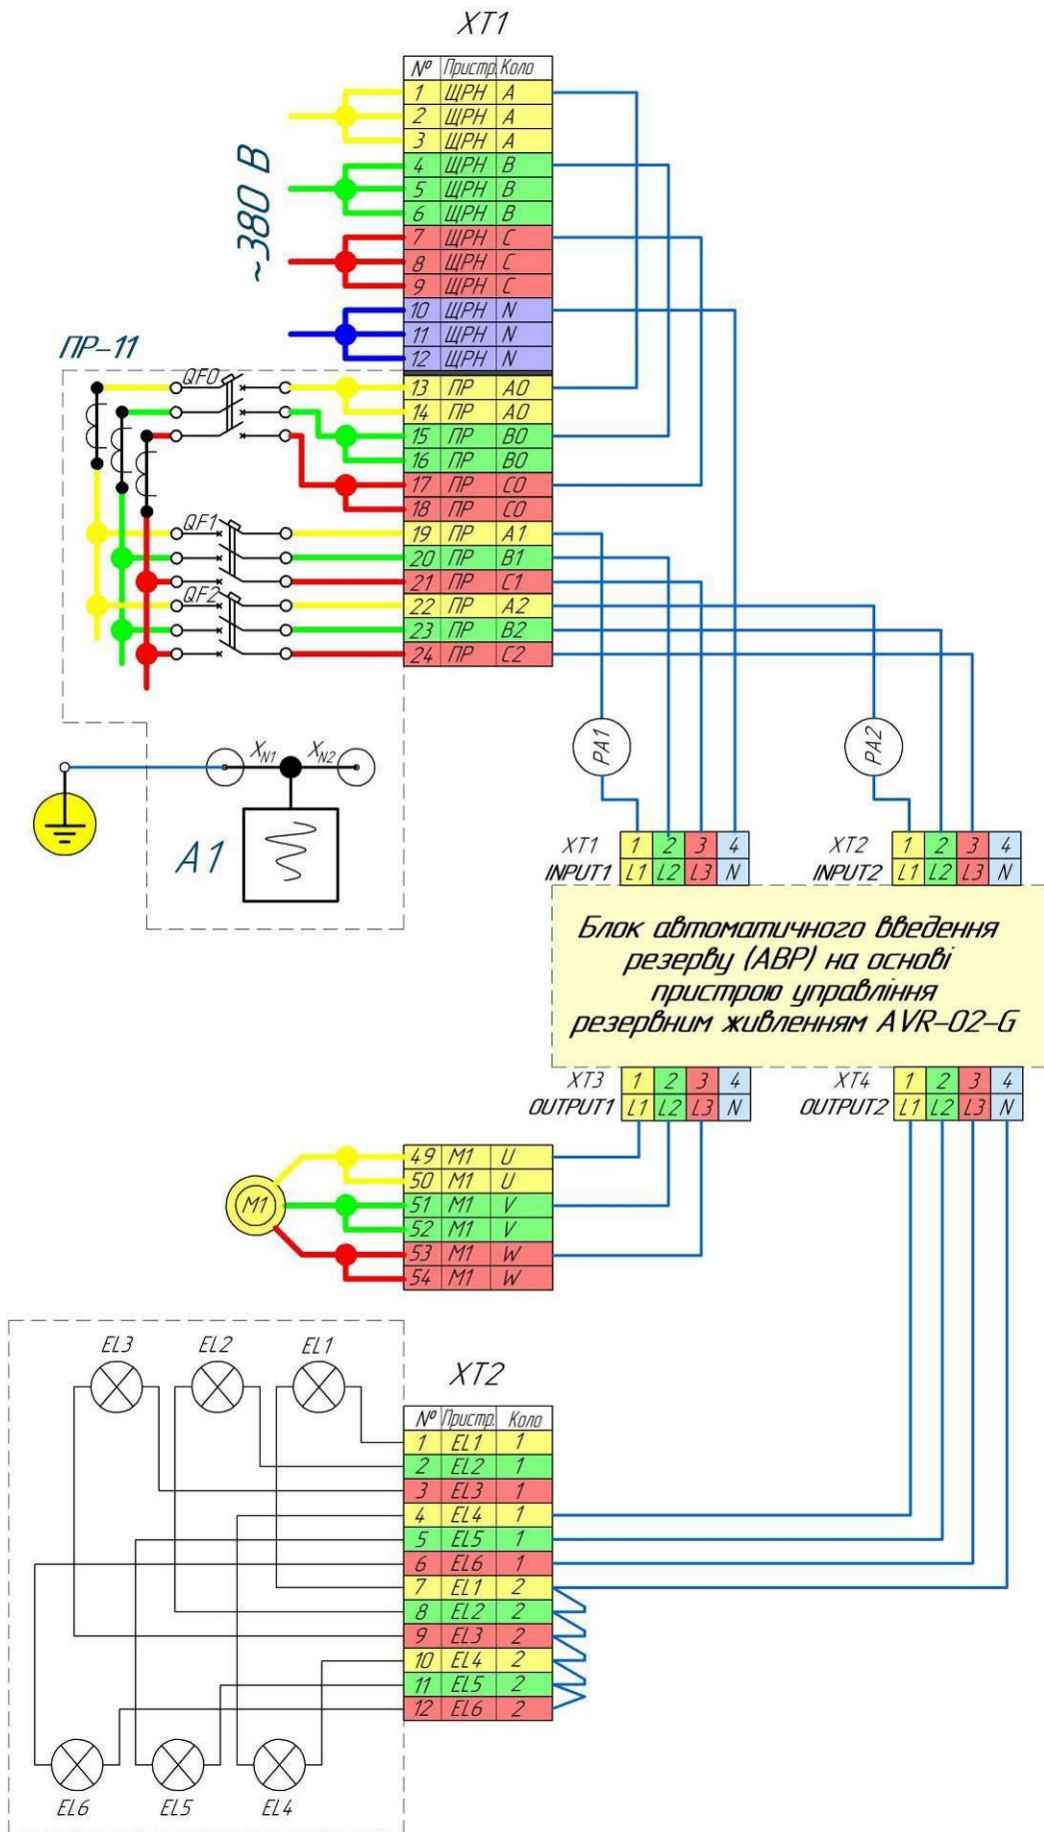 XT1
№ Пристр. Коло
1 ЩРН A
2 ЩРН A
3 ЩРН A
4 ЩРН B
5 ЩРН B
6 ЩРН B
7 ЩРН C
8 ЩРН C
9 ЩРН C
10 ЩРН N
11 ЩРН N
12 ЩРН N
13 ПР A0
14 ПР A0
15 ПР B0
16 ПР B0
17 ПР C0
18 ПР C0
19 ПР A1
20 ПР B1
21 ПР C1
22 ПР A2
23 ПР B2
24 ПР C2
~380 В
ПР-11
QF0
QF1
QF2
XN1 XN2
A1
PA1 PA2
XT1 1 2 3 4
INPUT1 L1 L2 L3 N
XT2 1 2 3 4
INPUT2 L1 L2 L3 N
Блок автоматичного введення
резерву (АВР) на основі
пристрою управління
резервним живленням AVR-02-G
XT3 1 2 3 4
OUTPUT1 L1 L2 L3 N
XT4 1 2 3 4
OUTPUT2 L1 L2 L3 N
M1
49 M1 U
50 M1 U
51 M1 V
52 M1 V
53 M1 W
54 M1 W
EL3 EL2 EL1
XT2
№ Пристр. Коло
1 EL1 1
2 EL2 1
3 EL3 1
4 EL4 1
5 EL5 1
6 EL6 1
7 EL1 2
8 EL2 2
9 EL3 2
10 EL4 2
11 EL5 2
12 EL6 2
EL6 EL5 EL4